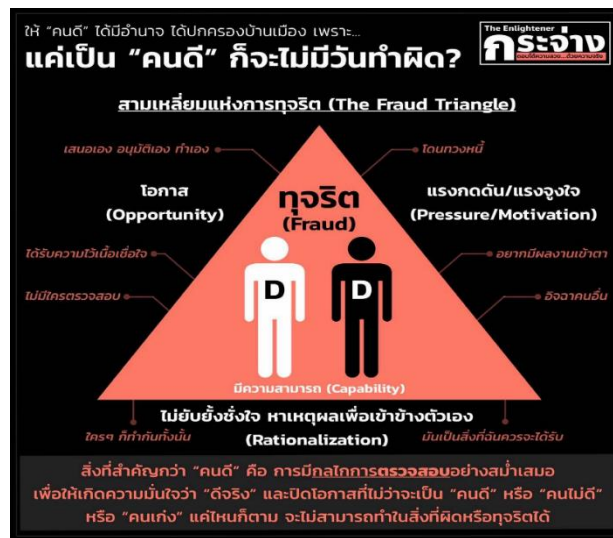 ให้ “คนดี” ได้มีอำนาจ ได้ปกครองบ้านเมือง เพราะ...
แค่เป็น “คนดี” ก็จะไม่มีวันทำผิด?
The Enlightener
กระจ่าง
สามเหลี่ยมแห่งการทุจริต (The Fraud Triangle)
เสนอเอง อนุมัติเอง ทำเอง
โดนทวงหนี้
โอกาส
(Opportunity)
ทุจริต
(Fraud)
แรงกดดัน/แรงจูงใจ
(Pressure/Motivation)
ได้รับความไว้เนื้อเชื่อใจ
อยากมีผลงานเข้าตา
ไม่มีใครตรวจสอบ
D
D
อิจฉาคนอื่น
มีความสามารถ (Capability)
ไม่ยับยั้งชั่งใจ หาเหตุผลเพื่อเข้าข้างตัวเอง
(Rationalization)
ใครๆ ก็ทำกันทั้งนั้น
มันเป็นสิ่งที่ฉันควรจะได้รับ
สิ่งที่สำคัญกว่า “คนดี” คือ การมีกลไกการตรวจสอบอย่างสม่ำเสมอ
เพื่อให้เกิดความมั่นใจว่า “ดีจริง” และปิดโอกาสที่ไม่ว่าจะเป็น “คนดี” หรือ “คนไม่ดี”
หรือ “คนเก่ง” แค่ไหนก็ตาม จะไม่สามารถทำในสิ่งที่ผิดหรือทุจริตได้